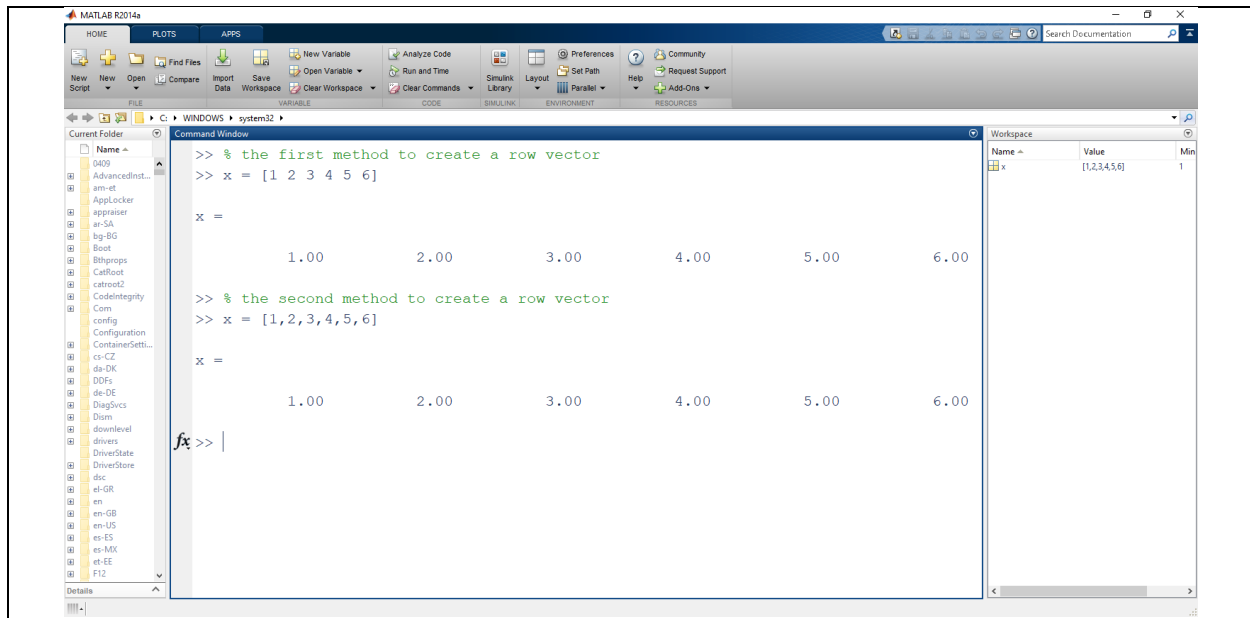 MATLAB R2014a
HOME PLOTS APPS
Search Documentation
New Script
New
Open
Find Files
Compare
Import Data
Save Workspace
New Variable
Open Variable
Clear Workspace
Analyze Code
Run and Time
Clear Commands
Simulink Library
Layout
Preferences
Set Path
Parallel
Help
Community
Request Support
Add-Ons
FILE VARIABLE CODE SIMULINK ENVIRONMENT RESOURCES
C: WINDOWS system32
Current Folder
Name
0409
AdvancedInst...
am-et
AppLocker
appraiser
ar-SA
bg-BG
Boot
Bthprops
CatRoot
catroot2
CodeIntegrity
Com
config
Configuration
ContainerSetti...
cs-CZ
da-DK
DDFs
de-DE
DiagSvcs
Dism
downlevel
drivers
DriverState
DriverStore
dsc
el-GR
en
en-GB
en-US
es-ES
es-MX
et-EE
F12
Details
Command Window
>> % the first method to create a row vector
>> x = [1 2 3 4 5 6]
x =
1.00 2.00 3.00 4.00 5.00 6.00
>> % the second method to create a row vector
>> x = [1,2,3,4,5,6]
x =
1.00 2.00 3.00 4.00 5.00 6.00
fx >>
Workspace
Name Value Min
x [1,2,3,4,5,6] 1